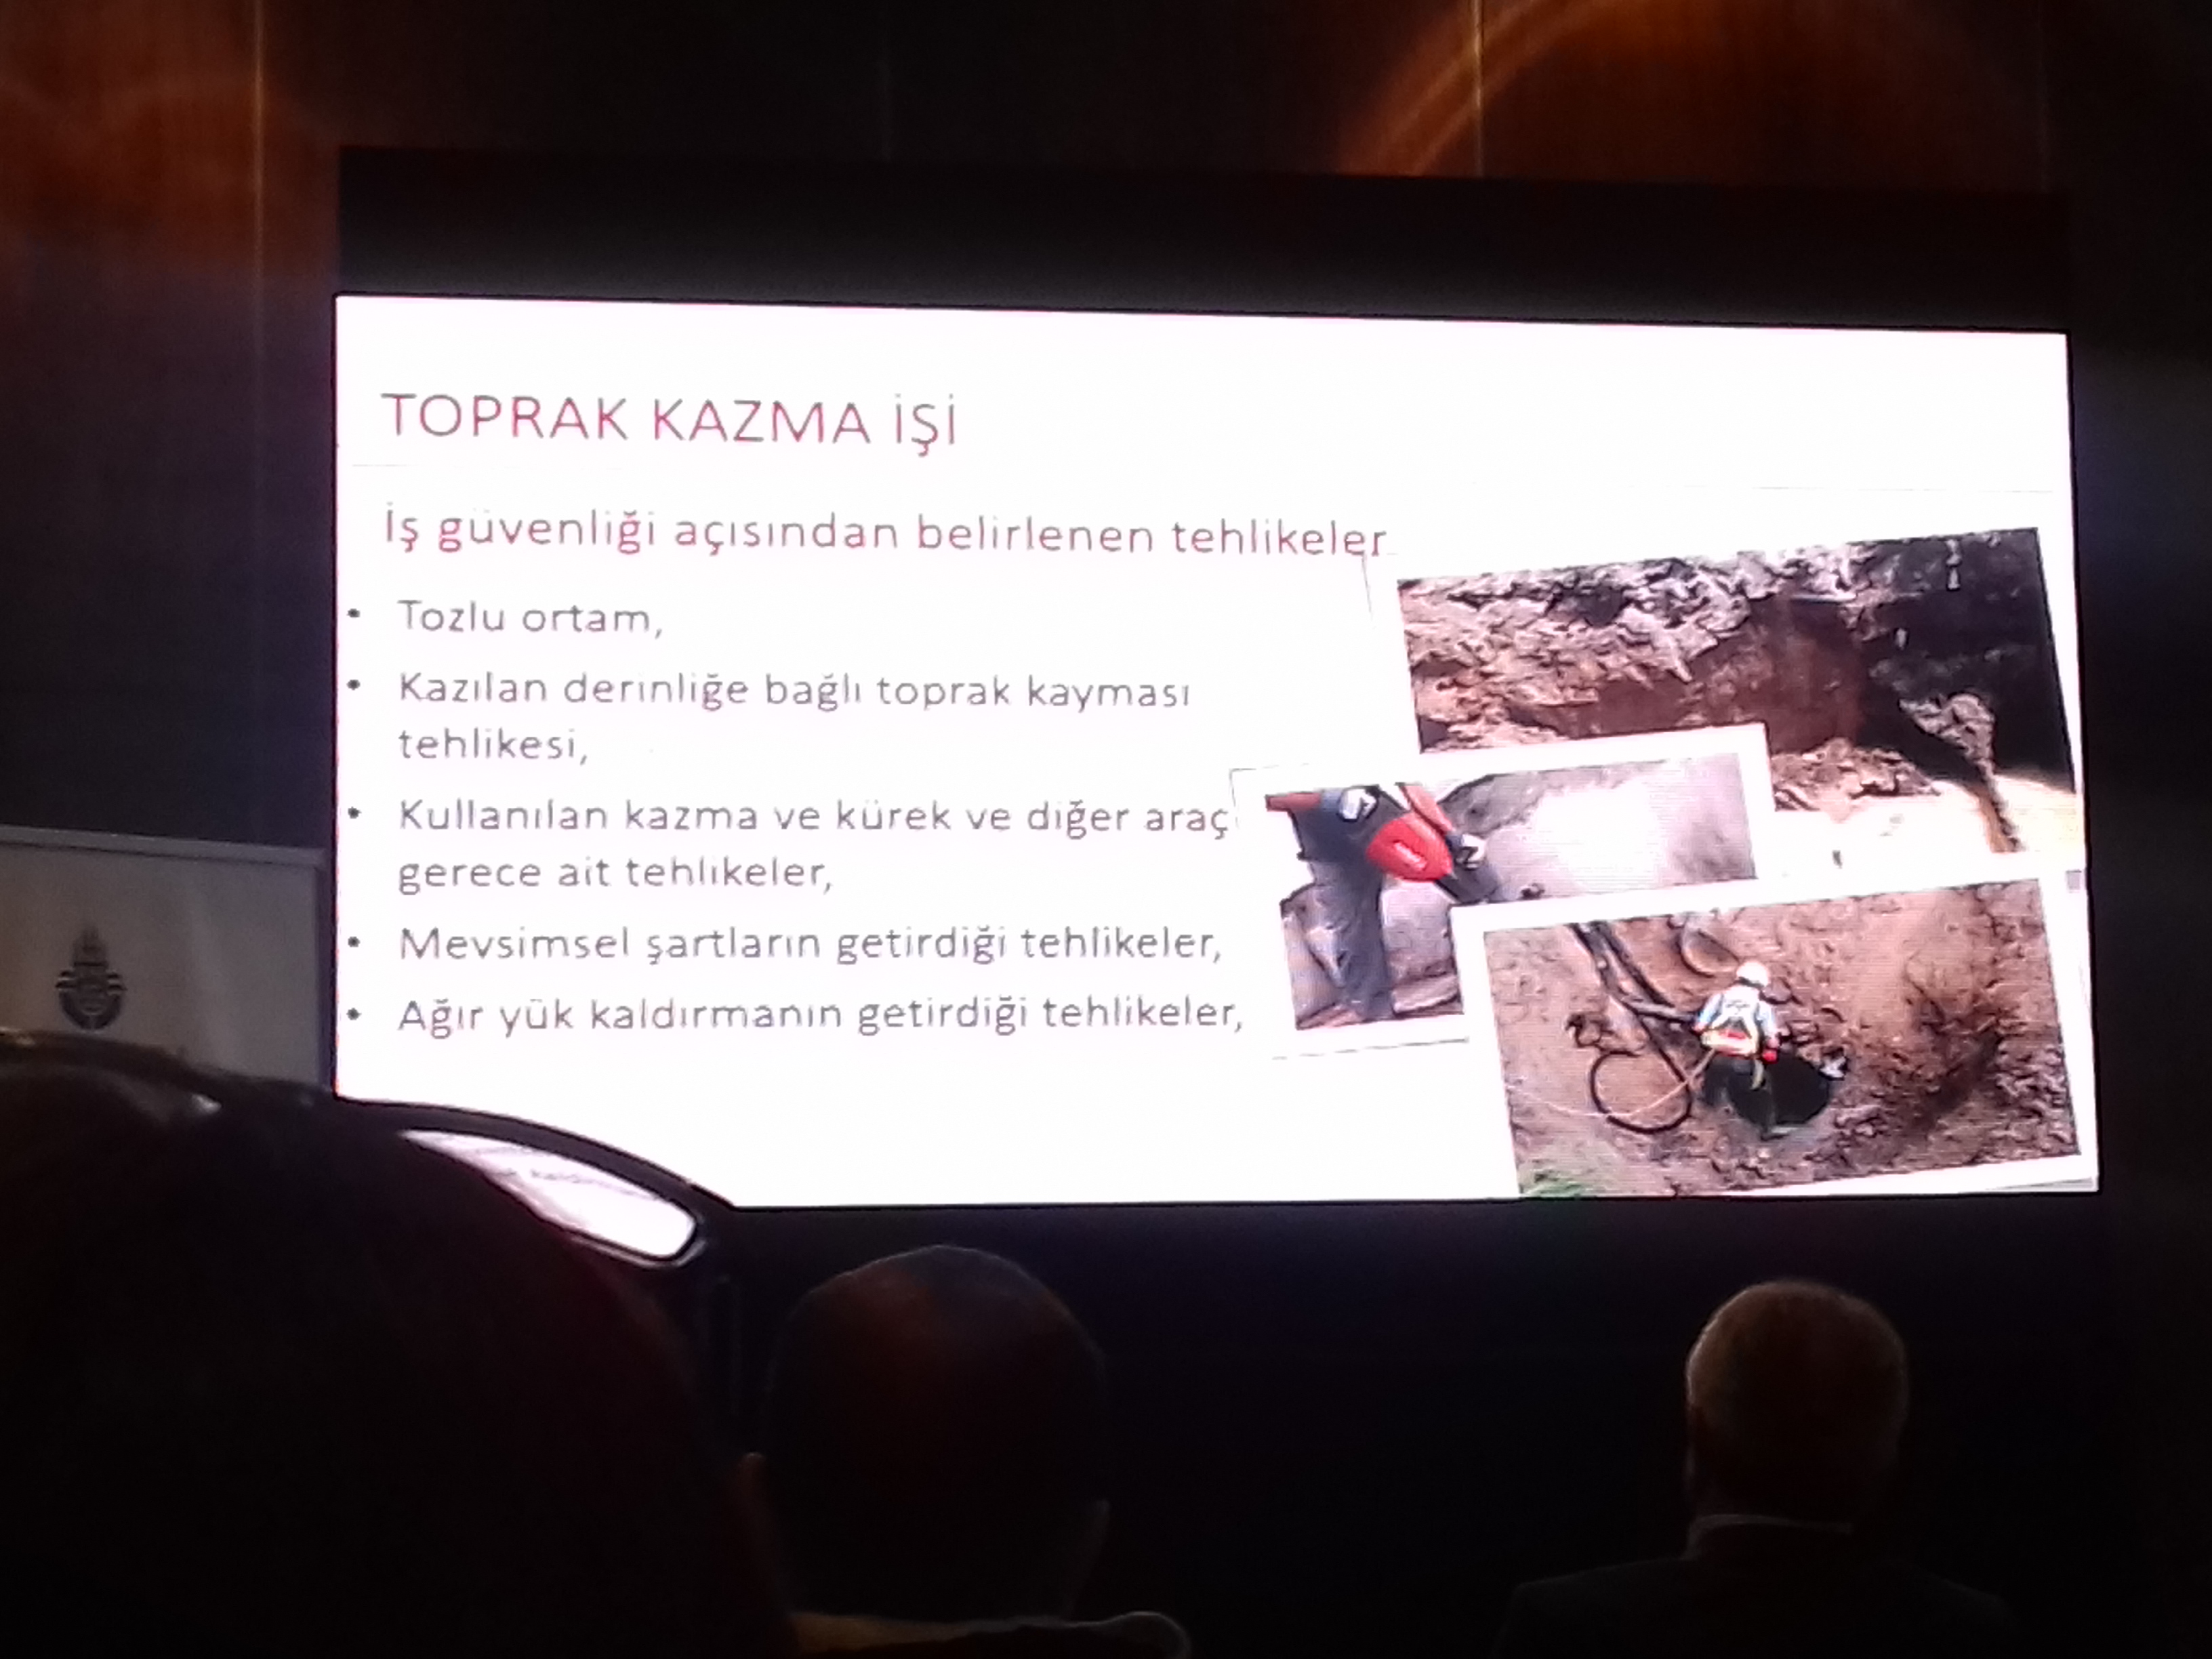 TOPRAK KAZMA İŞİ
İş güvenliği açısından belirlenen tehlikeler
• Tozlu ortam,
• Kazılan derinliğe bağlı toprak kayması
tehlikesi,
• Kullanılan kazma ve kürek ve diğer araç
gerece ait tehlikeler,
• Mevsimsel şartların getirdiği tehlikeler,
• Ağır yük kaldırmanın getirdiği tehlikeler,